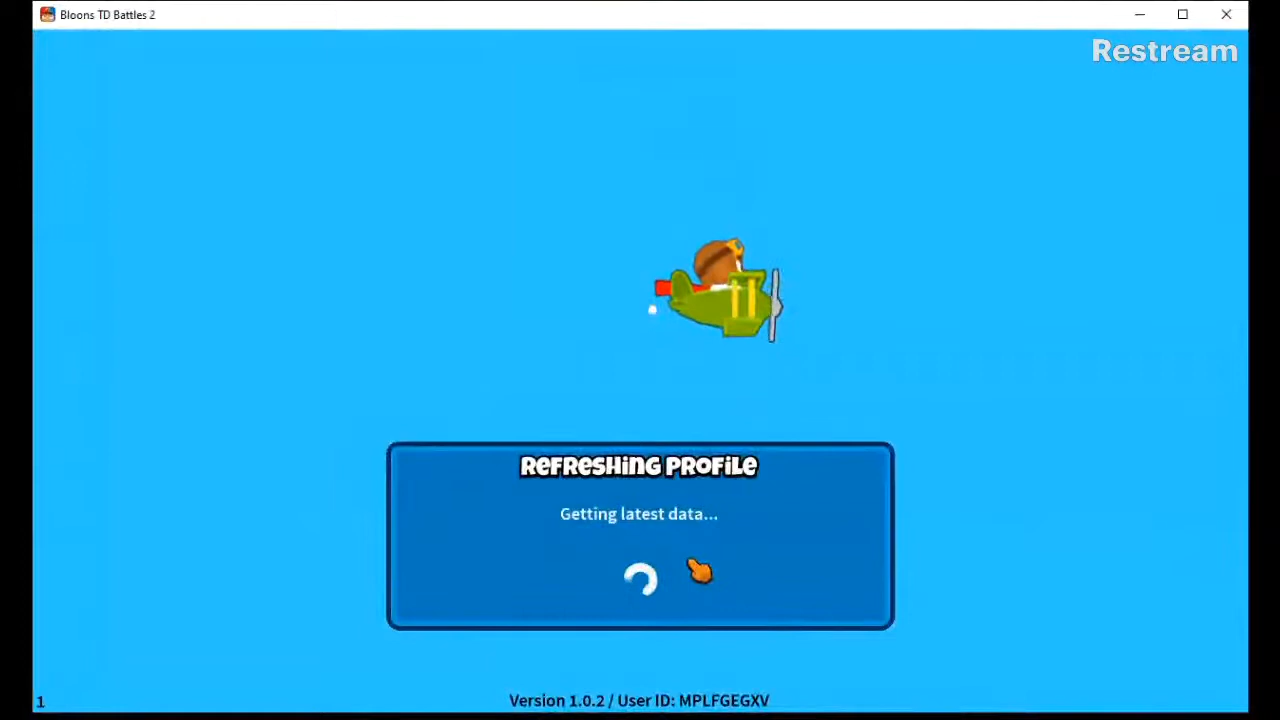 Bloons TD Battles 2
Restream
Refreshing Profile
Getting latest data...
1
Version 1.0.2 / User ID: MPLFGEGXV